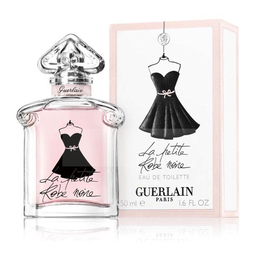 Guerlain
La petite
Robe noire
La petite
Robe noire
EAU DE TOILETTE
GUERLAIN
PARIS
50 ml e 1.6 FL.OZ